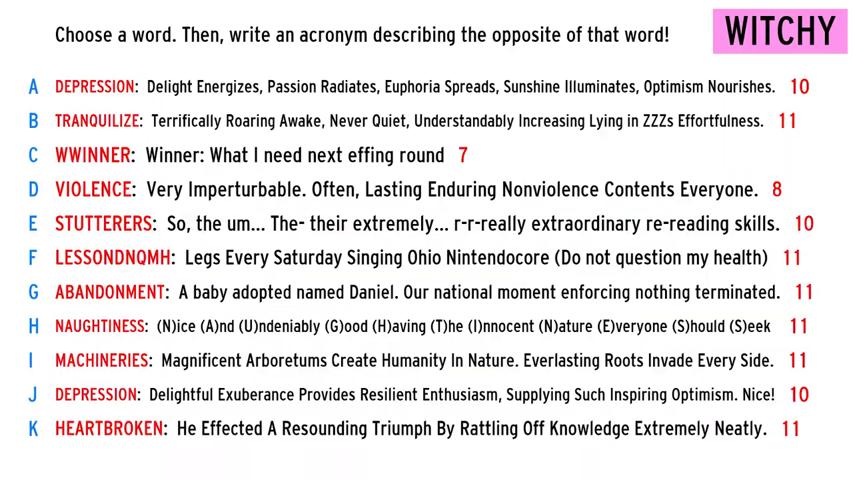 Choose a word. Then, write an acronym describing the opposite of that word!
WITCHY
A DEPRESSION: Delight Energizes, Passion Radiates, Euphoria Spreads, Sunshine Illuminates, Optimism Nourishes. 10
B TRANQUILIZE: Terrifically Roaring Awake, Never Quiet, Understandably Increasing Lying in ZZZs Effortfulness. 11
C WWINNER: Winner: What I need next effing round 7
D VIOLENCE: Very Imperturbable. Often, Lasting Enduring Nonviolence Contents Everyone. 8
E STUTTERERS: So, the um... The- their extremely... r-r-really extraordinary re-reading skills. 10
F LESSONDNQMH: Legs Every Saturday Singing Ohio Nintendocore (Do not question my health) 11
G ABANDONMENT: A baby adopted named Daniel. Our national moment enforcing nothing terminated. 11
H NAUGHTINESS: (N)ice (A)nd (U)ndeniably (G)ood (H)aving (T)he (I)nnocent (N)ature (E)veryone (S)hould (S)eek 11
I MACHINERIES: Magnificent Arboretums Create Humanity In Nature. Everlasting Roots Invade Every Side. 11
J DEPRESSION: Delightful Exuberance Provides Resilient Enthusiasm, Supplying Such Inspiring Optimism. Nice! 10
K HEARTBROKEN: He Effected A Resounding Triumph By Rattling Off Knowledge Extremely Neatly. 11